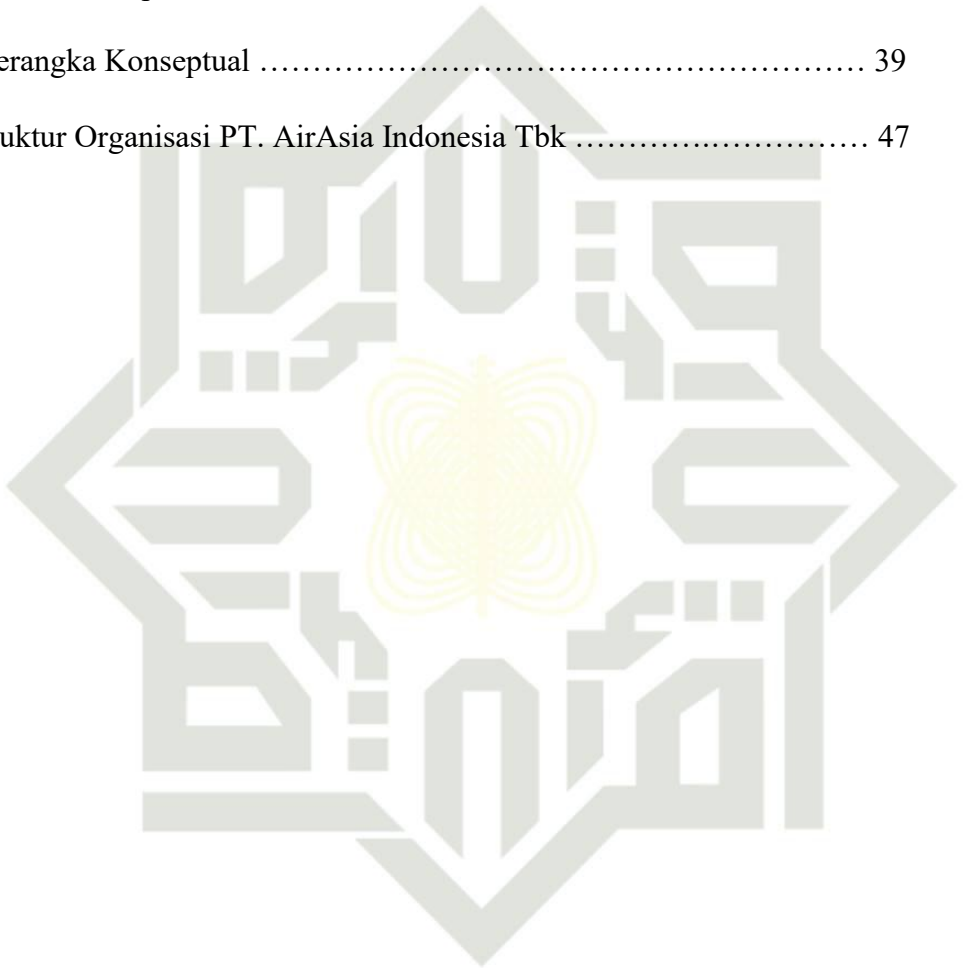 erangka Konseptual …………………………………………………. 39
uktur Organisasi PT. AirAsia Indonesia Tbk …………..…………… 47